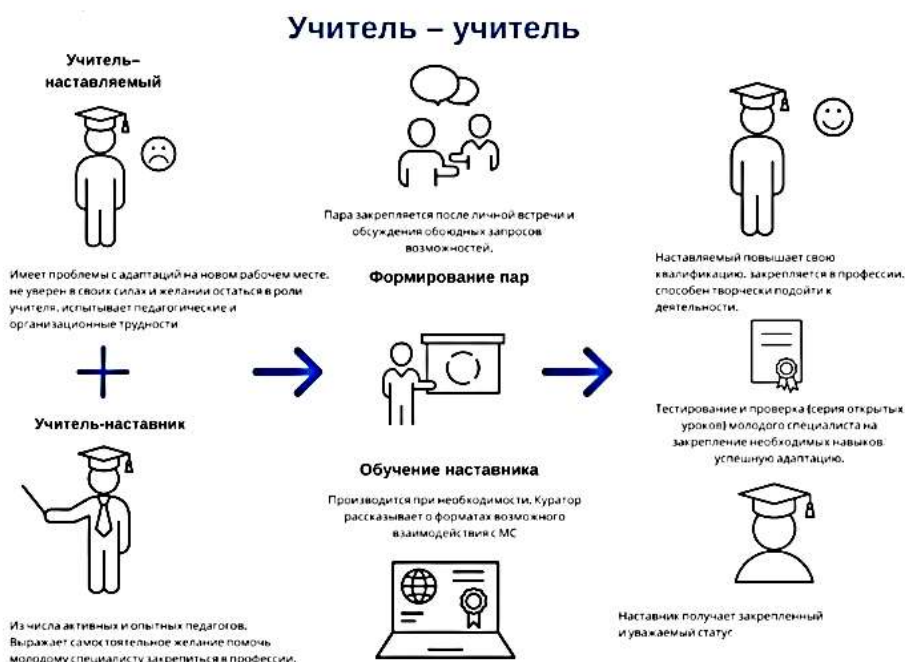 Учитель – учитель
Учитель–
наставляемый
Имеет проблемы с адаптаций на новом рабочем месте.
не уверен в своих силах и желании остаться в роли
учителя, испытывает педагогические и
организационные трудности
Учитель-наставник
Из числа активных и опытных педагогов.
Выражает самостоятельное желание помочь
молодому специалисту закрепиться в профессии.
Пара закрепляется после личной встречи и
обсуждения обоюдных запросов
возможностей.
Формирование пар
Обучение наставника
Производится при необходимости. Куратор
рассказывает о форматах возможного
взаимодействия с МС
Наставляемый повышает свою
квалификацию. закрепляется в профессии.
способен творчески подойти к
деятельности.
Тестирование и проверка (серия открытых
уроков) молодого специалиста на
закрепление необходимых навыков
успешную адаптацию.
Наставник получает закрепленный
и уважаемый статус